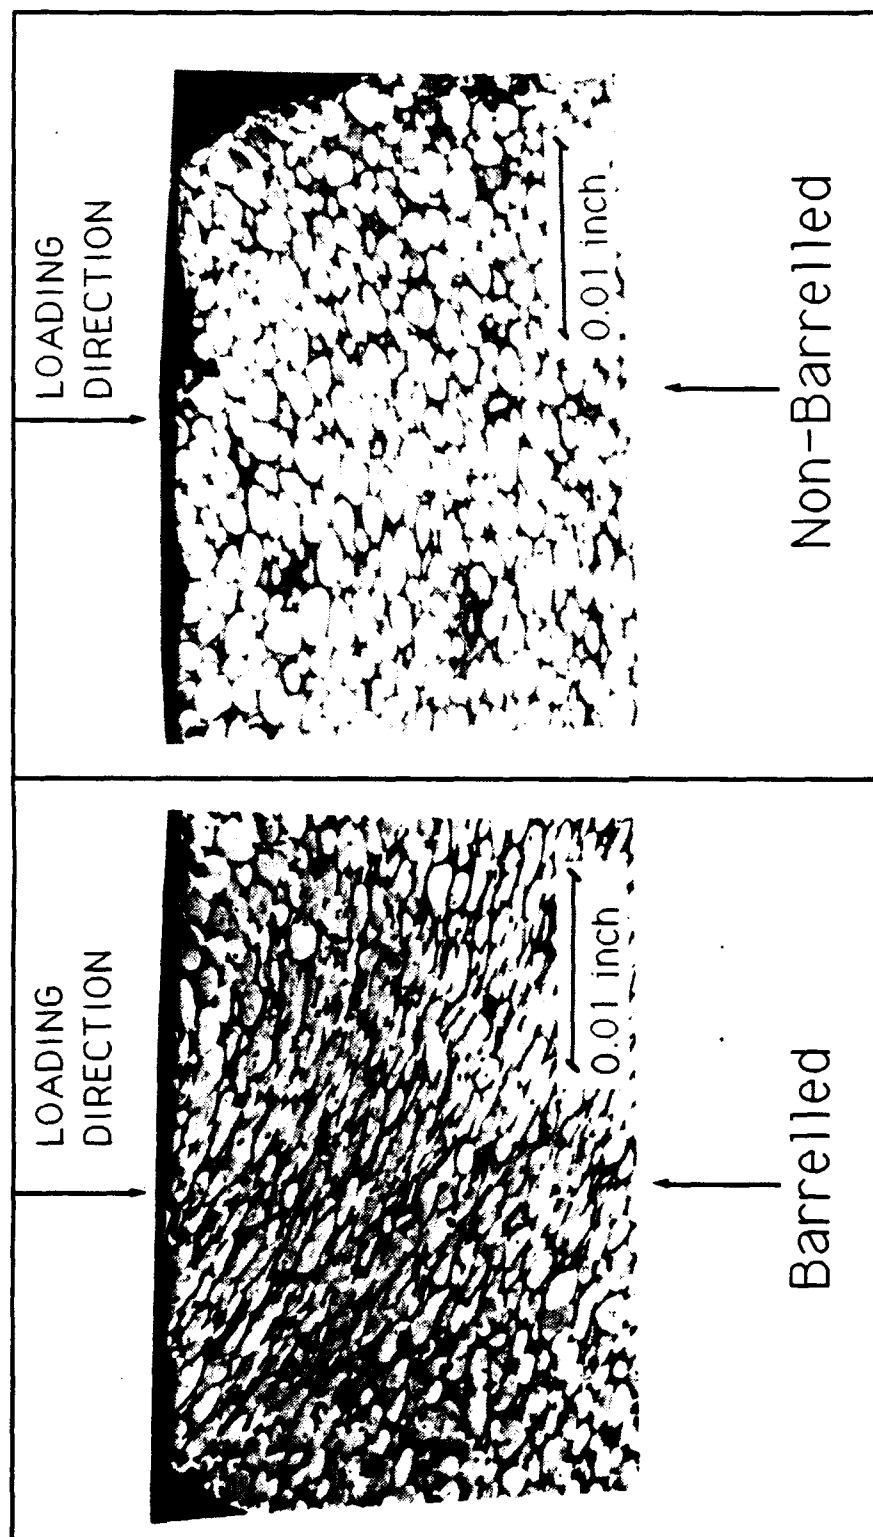 LOADING
DIRECTION
0.01 inch
Non-Barrelled
LOADING
DIRECTION
0.01 inch
Barrelled